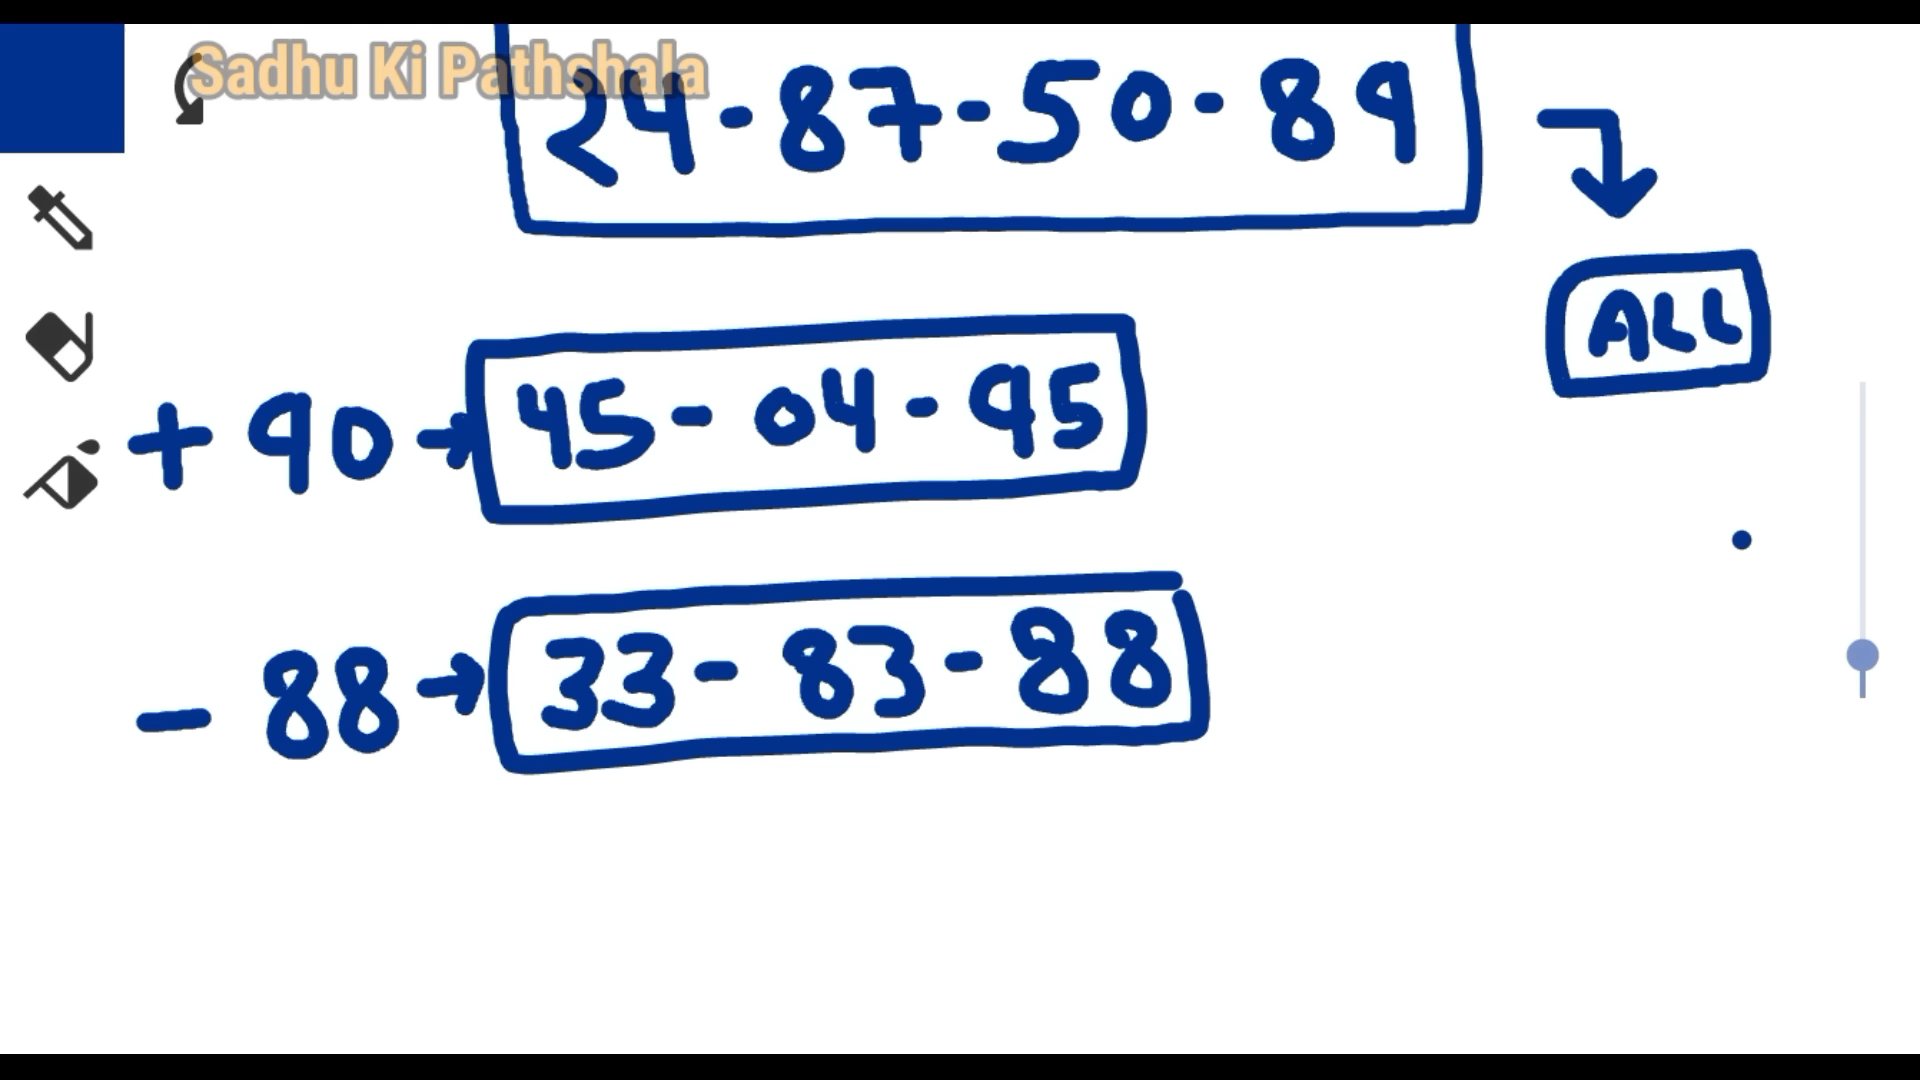 Sadhu Ki Pathshala
24-87-50-89
ALL
+ 90 → 45-04-95
- 88 → 33-83-88